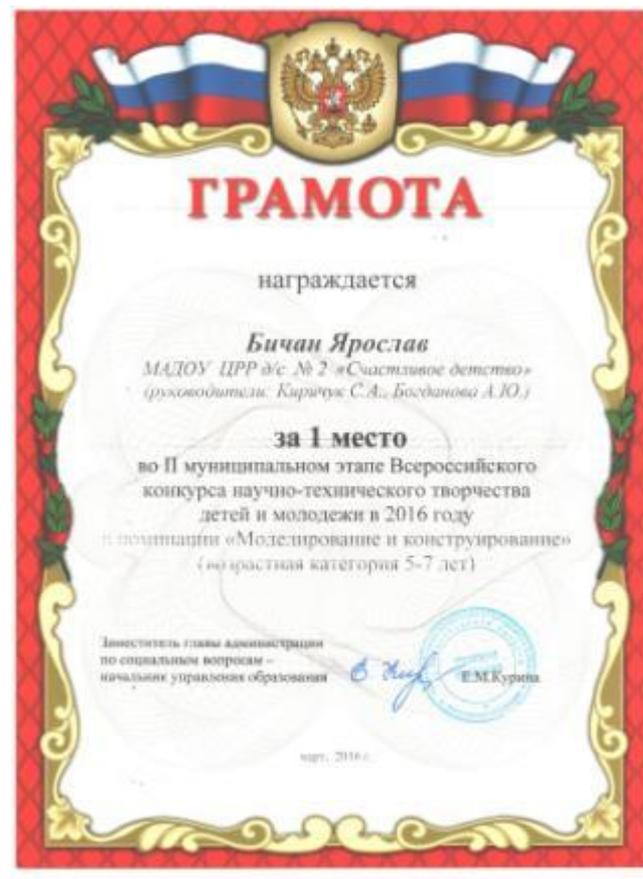 ГРАМОТА
награждается
Бичан Ярослав
МАДОУ ЦРР д/с № 2 «Счастливое детство»
(руководители: Киричук С.А., Богданова А.Ю.)
за 1 место
во II муниципальном этапе Всероссийского
конкурса научно-технического творчества
детей и молодежи в 2016 году
в номинации «Моделирование и конструирование»
(возрастная категория 5-7 лет)
Заместитель главы администрации
по социальным вопросам –
начальник управления образования
Е.М.Курина
март, 2016 г.